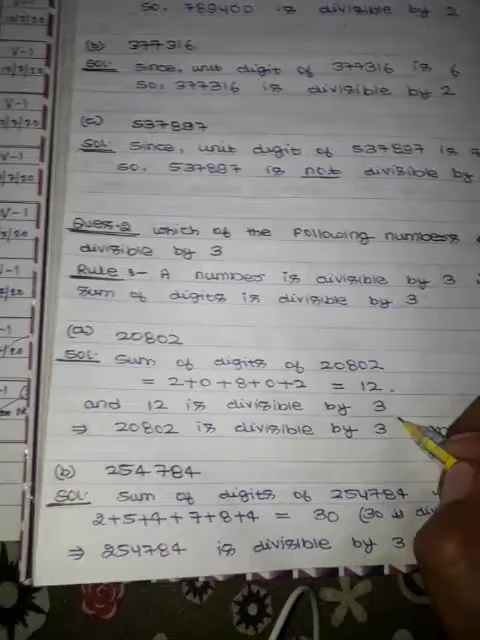 so. 789400 is divisible by 2
(b) 377316
Sol: Since, unit digit of 377316 is 6
so. 377316 is divisible by 2
(c) 537897
Sol: Since, unit digit of 537897 is 7
so. 537897 is not divisible by
Ques-2 which of the following numbers
divisible by 3
Rule :- A number is divisible by 3 i
sum of digits is divisible by 3
(a) 20802
Sol: Sum of digits of 20802
= 2+0+8+0+2 = 12.
and 12 is divisible by 3
⇒ 20802 is divisible by 3
(b) 254784
Sol: Sum of digits of 254784
2+5+4+7+8+4 = 30 (30 is div
⇒ 254784 is divisible by 3